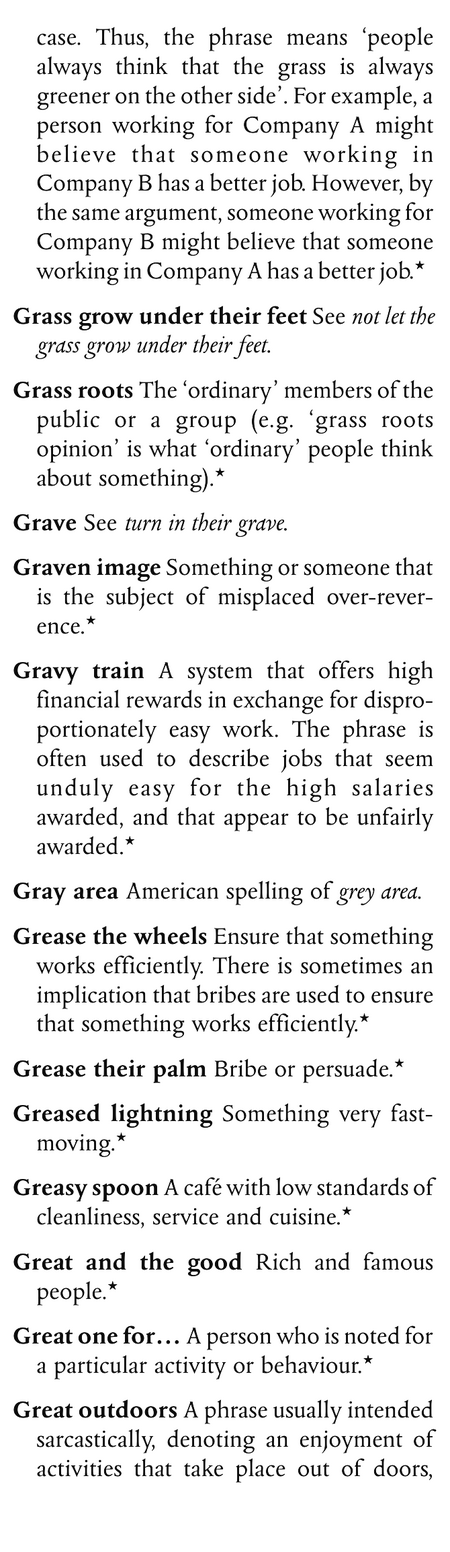 case. Thus, the phrase means ‘people
always think that the grass is always
greener on the other side’. For example, a
person working for Company A might
believe that someone working in
Company B has a better job. However, by
the same argument, someone working for
Company B might believe that someone
working in Company A has a better job.★
Grass grow under their feet See not let the
grass grow under their feet.
Grass roots The ‘ordinary’ members of the
public or a group (e.g. ‘grass roots
opinion’ is what ‘ordinary’ people think
about something).★
Grave See turn in their grave.
Graven image Something or someone that
is the subject of misplaced over-rever-
ence.★
Gravy train A system that offers high
financial rewards in exchange for dispro-
portionately easy work. The phrase is
often used to describe jobs that seem
unduly easy for the high salaries
awarded, and that appear to be unfairly
awarded.★
Gray area American spelling of grey area.
Grease the wheels Ensure that something
works efficiently. There is sometimes an
implication that bribes are used to ensure
that something works efficiently.★
Grease their palm Bribe or persuade.★
Greased lightning Something very fast-
moving.★
Greasy spoon A café with low standards of
cleanliness, service and cuisine.★
Great and the good Rich and famous
people.★
Great one for… A person who is noted for
a particular activity or behaviour.★
Great outdoors A phrase usually intended
sarcastically, denoting an enjoyment of
activities that take place out of doors,